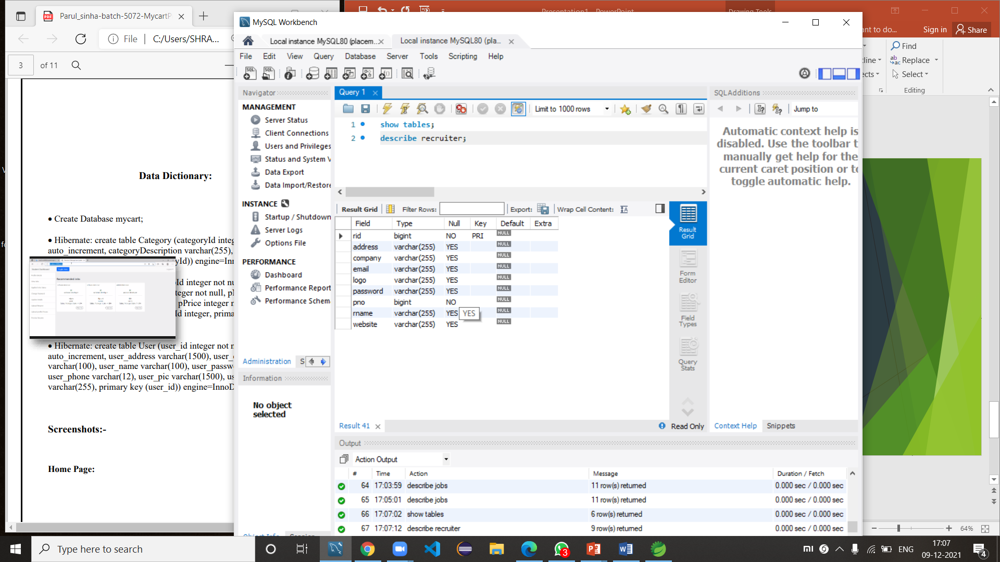 Parul_sinha-batch-5072-MycartP
File
C:/Users/SHRA...
3
of 11
Data Dictionary:
• Create Database mycart;
• Hibernate: create table Category (categoryId integ
auto_increment, categoryDescription varchar(255),
yId)) engine=Inno
Id integer not nu
teger not null, p
pPrice integer n
Id integer, prima
• Hibernate: create table User (user_id integer not n
auto_increment, user_address varchar(1500), user_
varchar(100), user_name varchar(100), user_passw
user_phone varchar(12), user_pic varchar(1500), us
varchar(255), primary key (user_id)) engine=InnoD
Screenshots:-
Home Page:
Recommended Jobs
MySQL Workbench
Local instance MySQL80 (placem...
Local instance MySQL80 (pla...
File Edit View Query Database Server Tools Scripting Help
Navigator
MANAGEMENT
Server Status
Client Connections
Users and Privileges
Status and System V
Data Export
Data Import/Restore
INSTANCE
Startup / Shutdown
Server Logs
Options File
PERFORMANCE
Dashboard
Performance Report
Performance Schem
Administration S
Information
No object
selected
Object Info Session
Query 1
Limit to 1000 rows
1 show tables;
2 describe recruiter;
Result Grid Filter Rows: Export: Wrap Cell Content:
Field Type Null Key Default Extra
rid bigint NO PRI NULL
address varchar(255) YES NULL
company varchar(255) YES NULL
email varchar(255) YES NULL
logo varchar(255) YES NULL
password varchar(255) YES NULL
pno bigint NO NULL
rname varchar(255) YES NULL
website varchar(255) YES NULL
YES
Result
Grid
Form
Editor
Field
Types
Query
Stats
Result 41
Read Only
SQLAdditions
Jump to
Automatic context help is
disabled. Use the toolbar t
manually get help for the
current caret position or to
toggle automatic help.
Context Help Snippets
Output
Action Output
# Time Action Message Duration / Fetch
64 17:03:59 describe jobs 11 row(s) returned 0.000 sec / 0.000 sec
65 17:05:01 describe jobs 11 row(s) returned 0.000 sec / 0.000 sec
66 17:07:02 show tables 6 row(s) returned 0.000 sec / 0.000 sec
67 17:07:12 describe recruiter 9 row(s) returned 0.000 sec / 0.000 sec
Presentation1 - PowerPoint
Drawing Tools
ant to do...
Sign in
Share
Find
Replace
Select
line
ects
Editing
64%
Type here to search
3
mi
ENG
17:07
09-12-2021
4